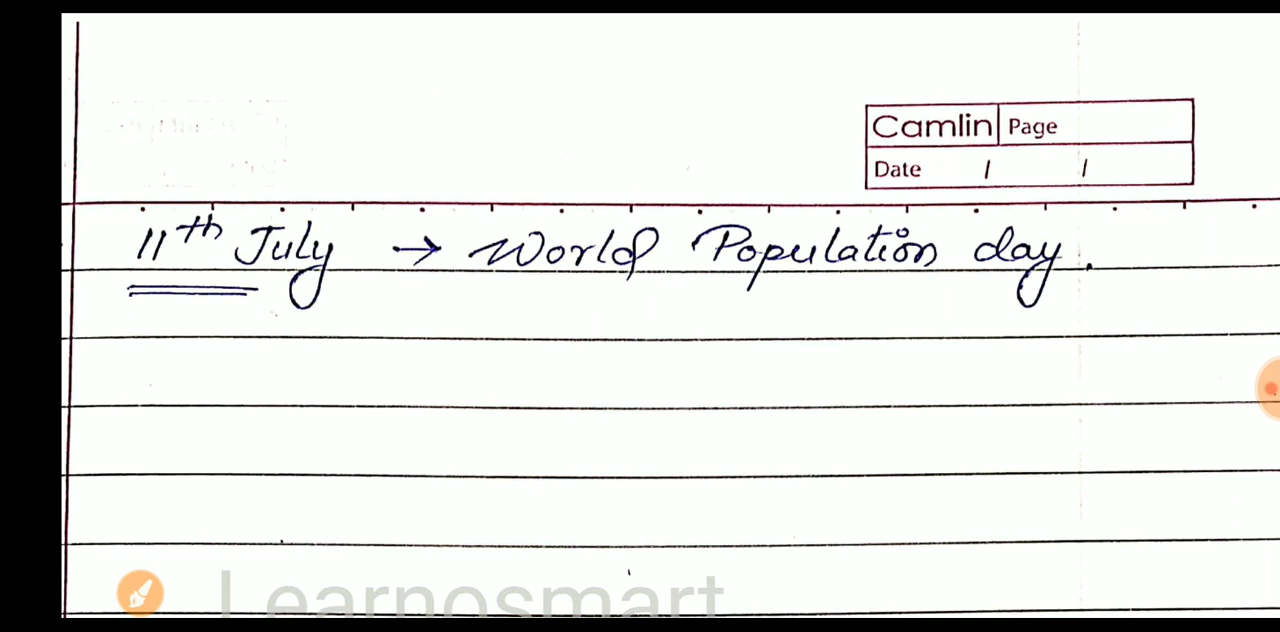 Camlin Page
Date / /
11th July → World Population day.
Learnosmart